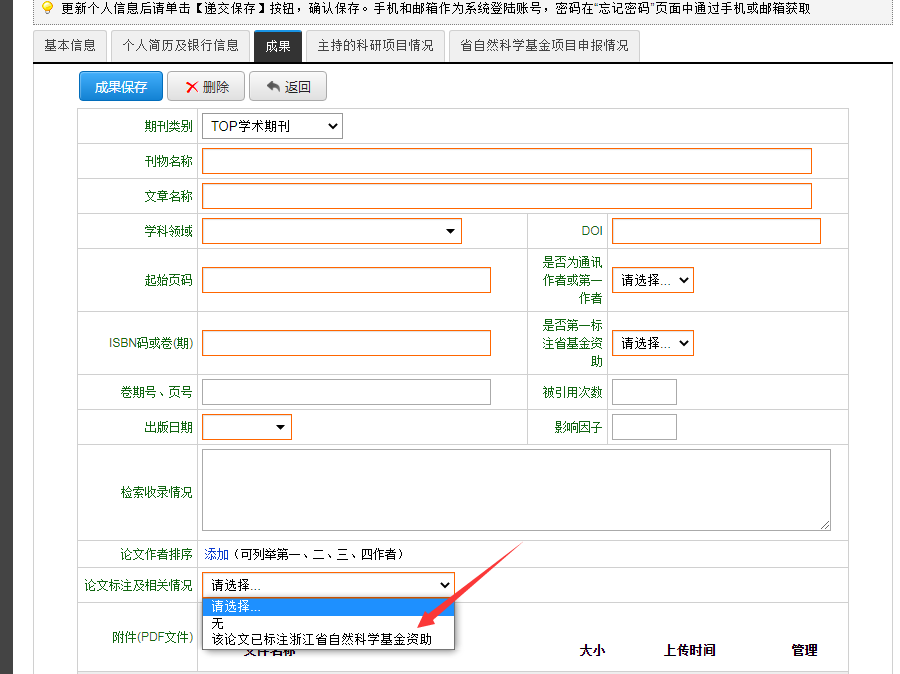 更新个人信息后请单击【递交保存】按钮，确认保存。手机和邮箱作为系统登陆账号，密码在“忘记密码”页面中通过手机或邮箱获取
基本信息 个人简历及银行信息 成果 主持的科研项目情况 省自然科学基金项目申报情况
成果保存 删除 返回
期刊类别 TOP学术期刊
刊物名称
文章名称
学科领域 DOI
起始页码 是否为通讯
作者或第一
作者 请选择...
ISBN码或卷(期) 是否第一标
注省基金资
助 请选择...
卷期号、页号 被引用次数
出版日期 影响因子
检索收录情况
论文作者排序 添加（可列举第一、二、三、四作者）
论文标注及相关情况 请选择...
请选择...
无
该论文已标注浙江省自然科学基金资助
附件(PDF文件)
文件名称 大小 上传时间 管理